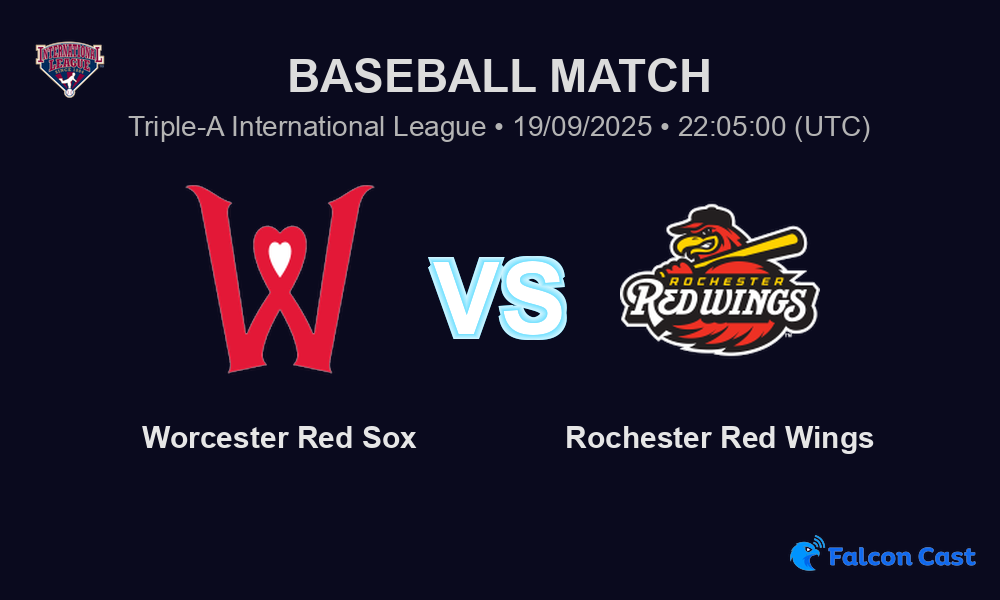 INTERNATIONAL
LEAGUE
BASEBALL MATCH
Triple-A International League • 19/09/2025 • 22:05:00 (UTC)
W
VS
ROCHESTER
RED WINGS
TM
Worcester Red Sox
Rochester Red Wings
Falcon Cast